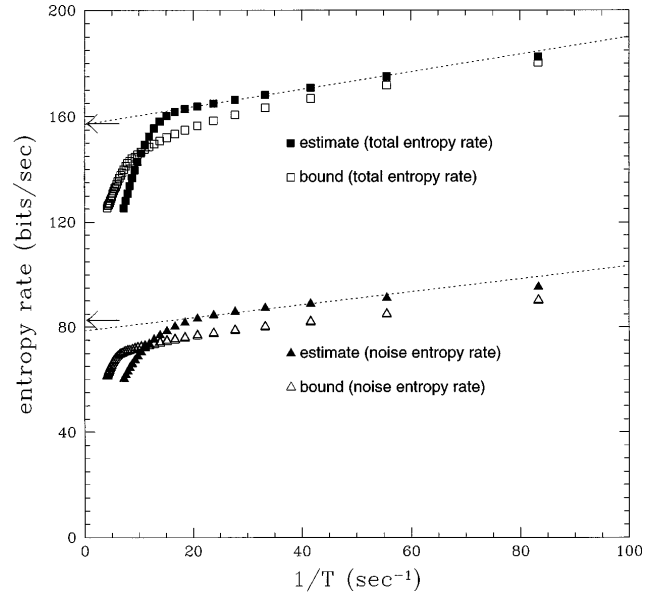 200
160
120
80
40
0
entropy rate (bits/sec)
estimate (total entropy rate)
bound (total entropy rate)
estimate (noise entropy rate)
bound (noise entropy rate)
0 20 40 60 80 100
1/T (sec⁻¹)